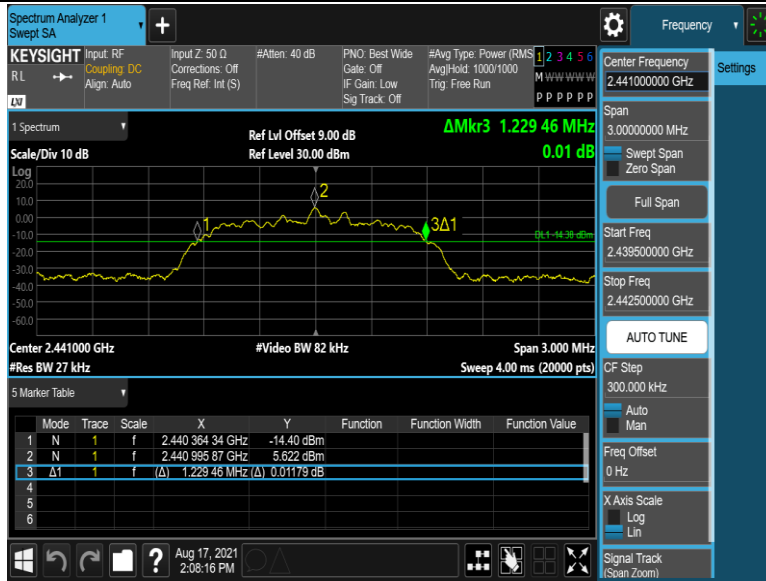 Spectrum Analyzer 1
Swept SA
Frequency
KEYSIGHT
RL
LXI
Input: RF
Coupling: DC
Align: Auto
Input Z: 50 Ω
Corrections: Off
Freq Ref: Int (S)
#Atten: 40 dB
PNO: Best Wide
Gate: Off
IF Gain: Low
Sig Track: Off
#Avg Type: Power (RMS
Avg|Hold: 1000/1000
Trig: Free Run
1 2 3 4 5 6
M W W W W W
P P P P P P
1 Spectrum
Scale/Div 10 dB
Ref Lvl Offset 9.00 dB
Ref Level 30.00 dBm
ΔMkr3 1.229 46 MHz
0.01 dB
Log
20.0
10.0
0.00
-10.0
-20.0
-30.0
-40.0
-50.0
-60.0
1
2
3Δ1
DL1 -14.38 dBm
Center 2.441000 GHz
#Res BW 27 kHz
#Video BW 82 kHz
Span 3.000 MHz
Sweep 4.00 ms (20000 pts)
5 Marker Table
Mode Trace Scale X Y Function Function Width Function Value
1 N 1 f 2.440 364 34 GHz -14.40 dBm
2 N 1 f 2.440 995 87 GHz 5.622 dBm
3 Δ1 1 f (Δ) 1.229 46 MHz (Δ) 0.01179 dB
4
5
6
Aug 17, 2021
2:08:16 PM
Center Frequency
2.441000000 GHz
Settings
Span
3.00000000 MHz
Swept Span
Zero Span
Full Span
Start Freq
2.439500000 GHz
Stop Freq
2.442500000 GHz
AUTO TUNE
CF Step
300.000 kHz
Auto
Man
Freq Offset
0 Hz
X Axis Scale
Log
Lin
Signal Track
(Span Zoom)